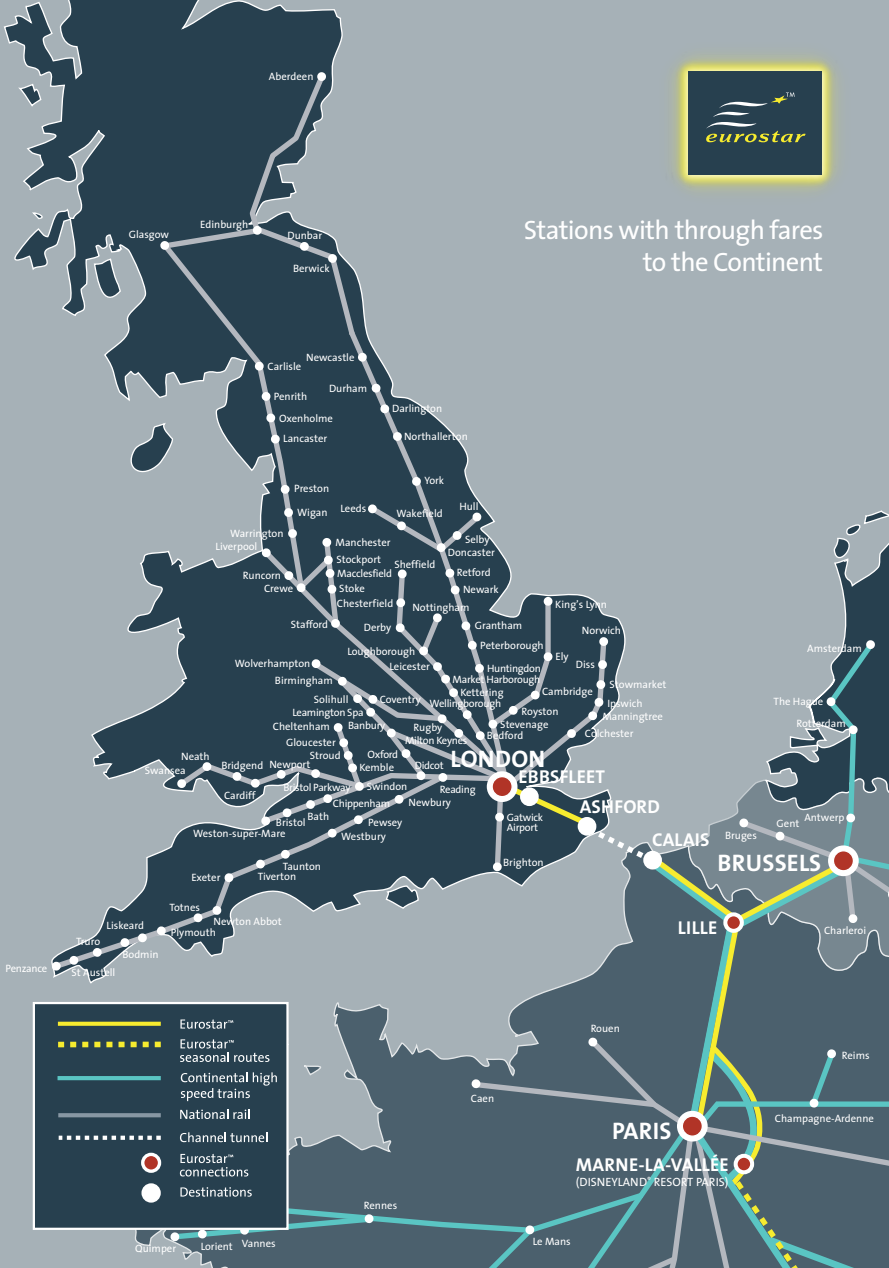 Aberdeen
TM
eurostar
Stations with through fares
to the Continent
Edinburgh
Glasgow
Dunbar
Berwick
Newcastle
Carlisle
Durham
Penrith
Darlington
Oxenholme
Northallerton
Lancaster
York
Preston
Leeds
Hull
Wigan
Wakefield
Warrington
Selby
Liverpool
Manchester
Doncaster
Stockport
Sheffield
Runcorn
Macclesfield
Retford
Crewe
Stoke
Newark
Chesterfield
Nottingham
King's Lynn
Stafford
Derby
Grantham
Norwich
Peterborough
Amsterdam
Loughborough
Ely
Wolverhampton
Leicester
Huntingdon
Diss
Birmingham
Market Harborough
Stowmarket
Kettering
Cambridge
Solihull
Coventry
Wellingborough
Ipswich
The Hague
Leamington Spa
Royston
Manningtree
Cheltenham
Banbury
Rugby
Stevenage
Rotterdam
Gloucester
Milton Keynes
Bedford
Colchester
Stroud
Oxford
Neath
Kemble
Didcot
LONDON
Swansea
Bridgend
Newport
EBBSFLEET
Cardiff
Bristol Parkway
Swindon
Reading
Chippenham
Newbury
ASHFORD
Bristol
Bath
Pewsey
Gatwick
Airport
Weston-super-Mare
Westbury
CALAIS
Bruges
Gent
Antwerp
Taunton
Brighton
BRUSSELS
Exeter
Tiverton
Totnes
Newton Abbot
LILLE
Charleroi
Liskeard
Plymouth
Truro
Bodmin
Penzance
St Austell
Eurostar™
Eurostar™
seasonal routes
Continental high
speed trains
National rail
Channel tunnel
Eurostar™
connections
Destinations
Rouen
Reims
Caen
Champagne-Ardenne
PARIS
MARNE-LA-VALLÉE
(DISNEYLAND® RESORT PARIS)
Rennes
Le Mans
Quimper
Lorient
Vannes